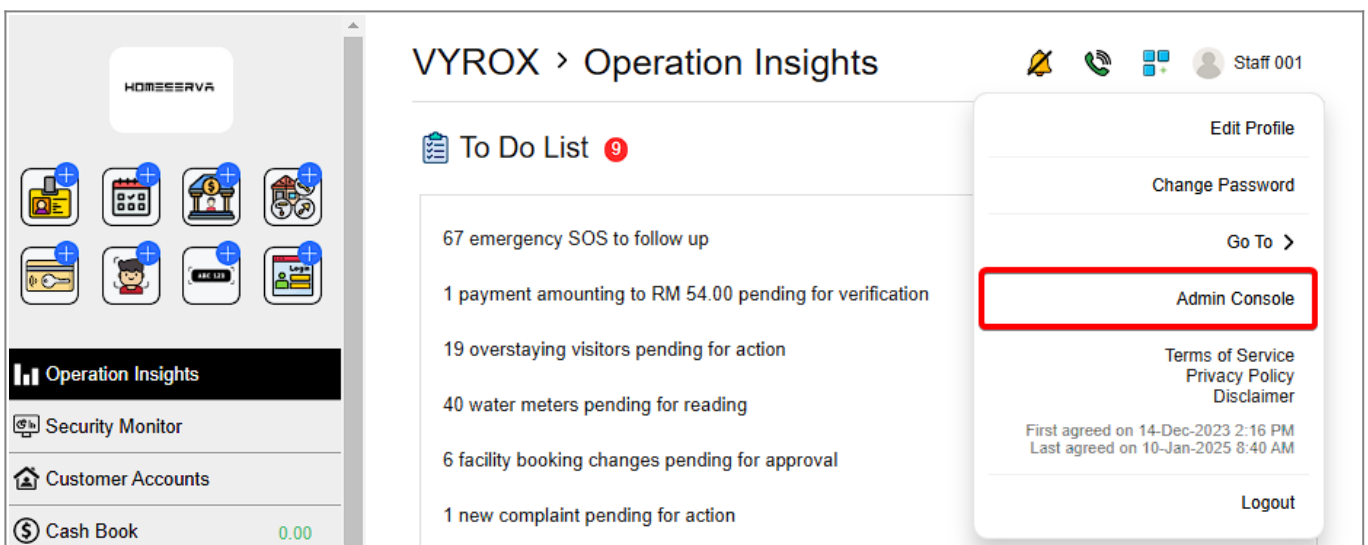 HOMESERVA
ABC 123
Login
Operation Insights
Security Monitor
Customer Accounts
Cash Book 0.00
VYROX > Operation Insights
Staff 001
To Do List 9
67 emergency SOS to follow up
1 payment amounting to RM 54.00 pending for verification
19 overstaying visitors pending for action
40 water meters pending for reading
6 facility booking changes pending for approval
1 new complaint pending for action
Edit Profile
Change Password
Go To >
Admin Console
Terms of Service
Privacy Policy
Disclaimer
First agreed on 14-Dec-2023 2:16 PM
Last agreed on 10-Jan-2025 8:40 AM
Logout